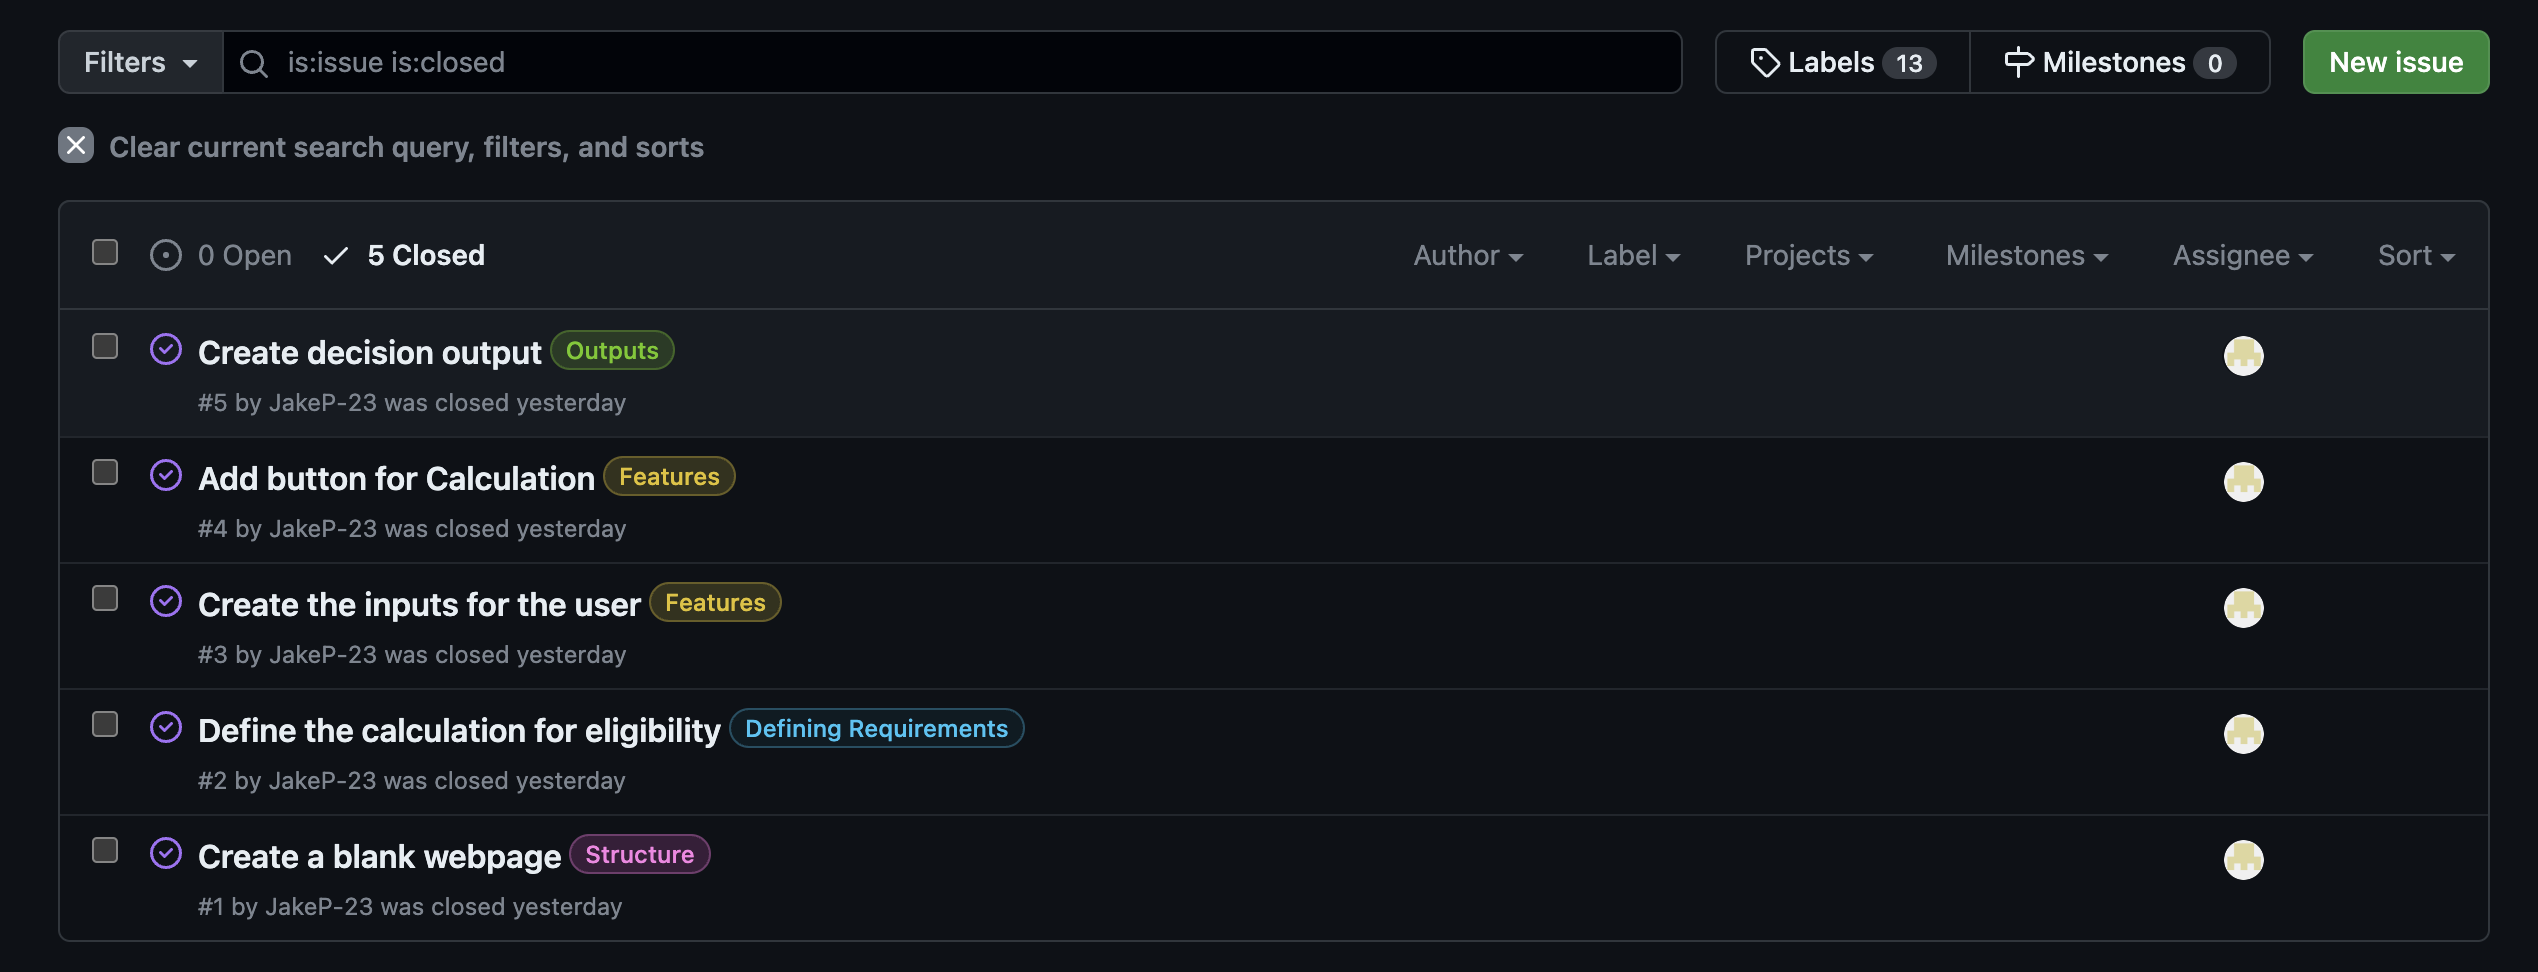 Filters is:issue is:closed Labels 13 Milestones 0 New issue
Clear current search query, filters, and sorts
0 Open 5 Closed Author Label Projects Milestones Assignee Sort
Create decision output Outputs
#5 by JakeP-23 was closed yesterday
Add button for Calculation Features
#4 by JakeP-23 was closed yesterday
Create the inputs for the user Features
#3 by JakeP-23 was closed yesterday
Define the calculation for eligibility Defining Requirements
#2 by JakeP-23 was closed yesterday
Create a blank webpage Structure
#1 by JakeP-23 was closed yesterday